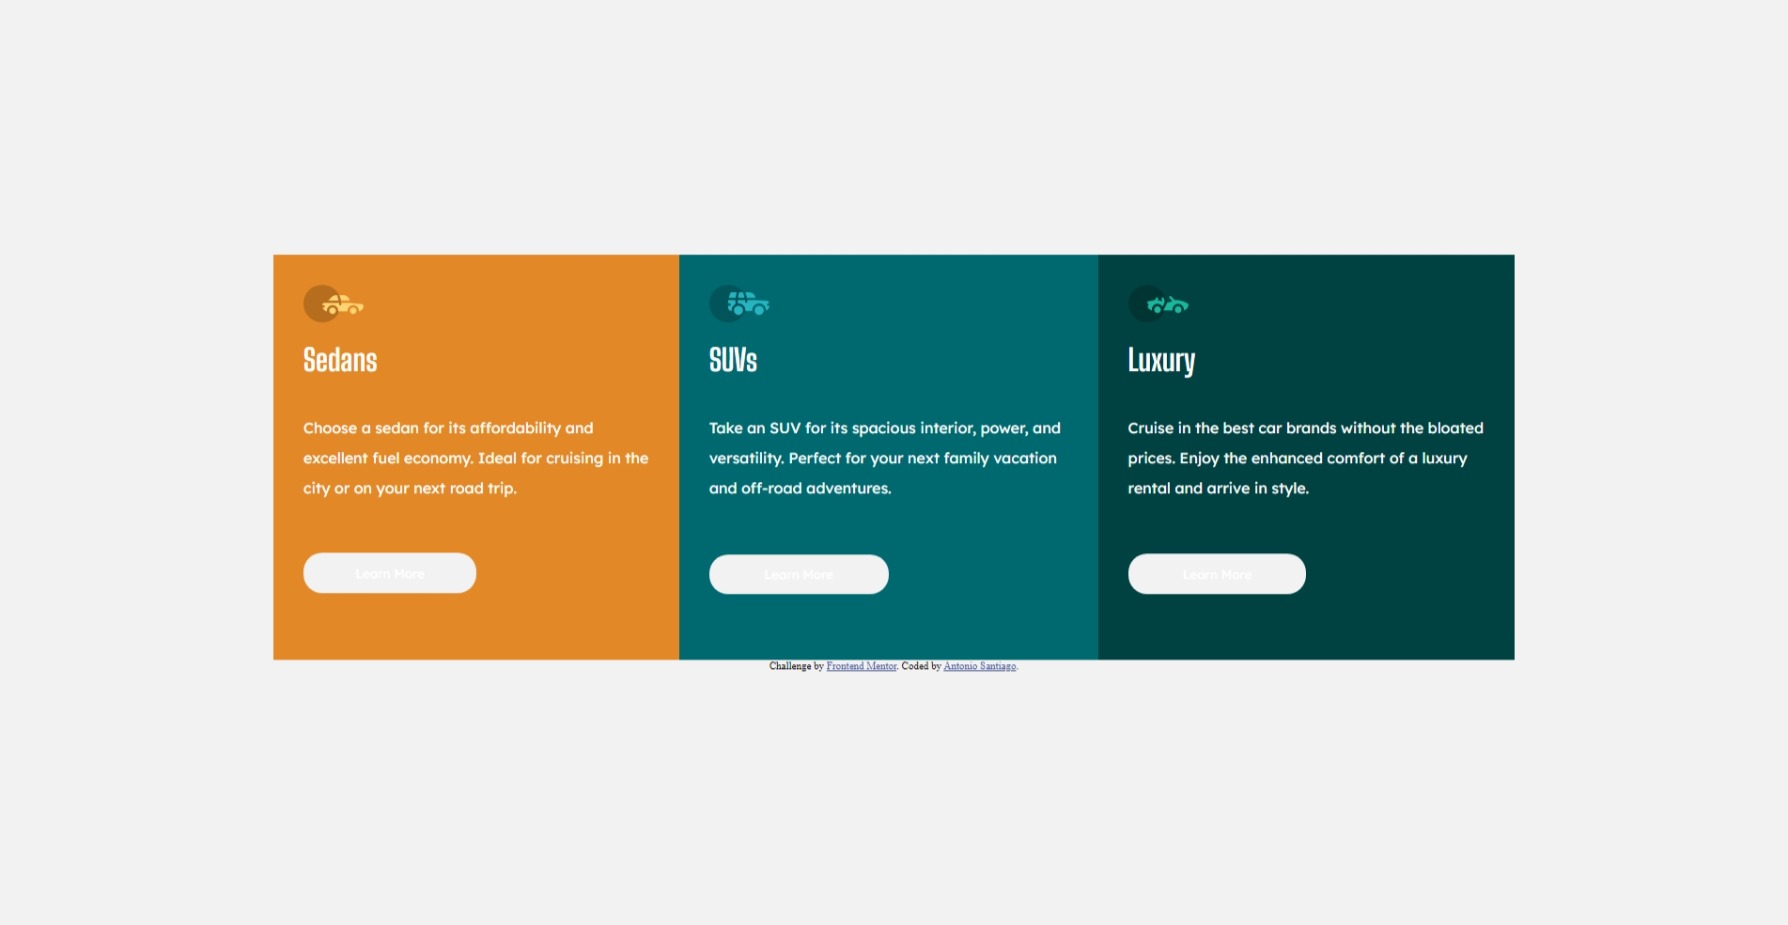 Sedans
Choose a sedan for its affordability and
excellent fuel economy. Ideal for cruising in the
city or on your next road trip.
Learn More
SUVs
Take an SUV for its spacious interior, power, and
versatility. Perfect for your next family vacation
and off-road adventures.
Learn More
Luxury
Cruise in the best car brands without the bloated
prices. Enjoy the enhanced comfort of a luxury
rental and arrive in style.
Learn More
Challenge by Frontend Mentor. Coded by Antonio Santiago.